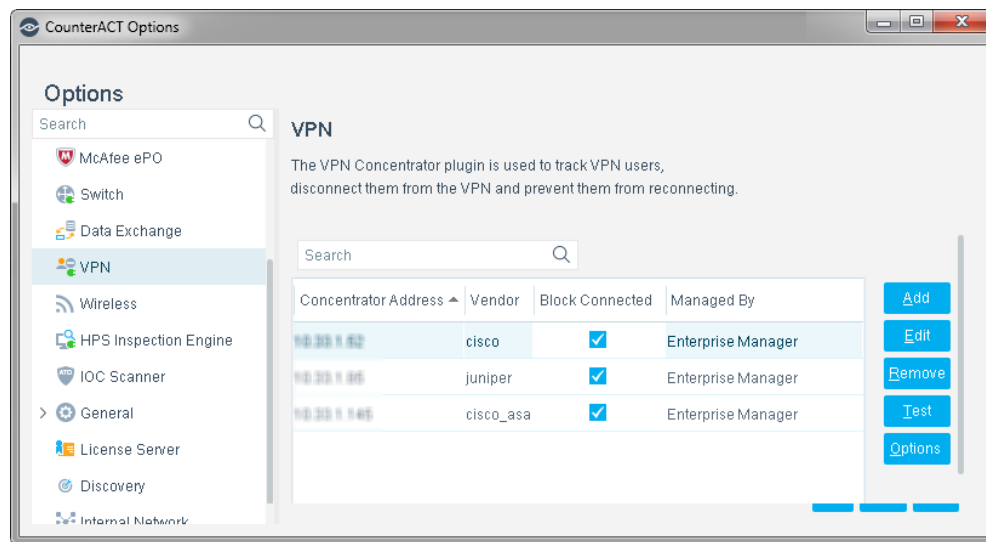 CounterACT Options
Options
Search
McAfee ePO
Switch
Data Exchange
VPN
Wireless
HPS Inspection Engine
ATD
IOC Scanner
General
License Server
Discovery
Internal Network
VPN
The VPN Concentrator plugin is used to track VPN users,
disconnect them from the VPN and prevent them from reconnecting.
Search
Concentrator Address Vendor Block Connected Managed By
cisco Enterprise Manager
juniper Enterprise Manager
cisco_asa Enterprise Manager
Add
Edit
Remove
Test
Options